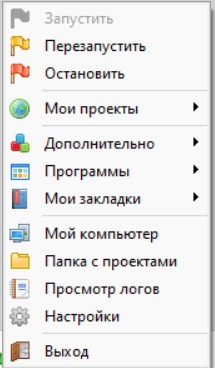 Запустить
Перезапустить
Остановить
Мои проекты
Дополнительно
Программы
Мои закладки
Мой компьютер
Папка с проектами
Просмотр логов
Настройки
Выход